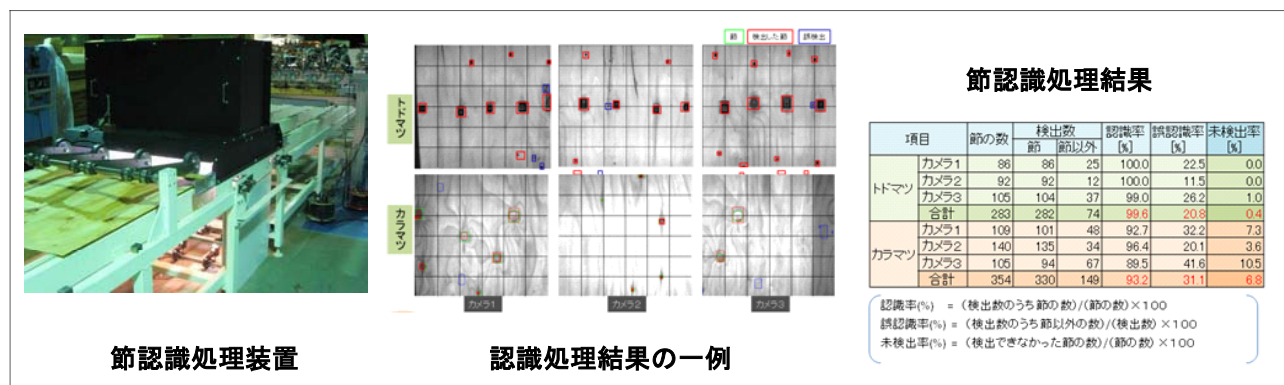 節 検出した節 誤検出
トドマツ
カラマツ
カメラ1 カメラ2 カメラ3
節認識処理装置
認識処理結果の一例
節認識処理結果
項目 節の数 検出数 認識率[%] 誤認識率[%] 未検出率[%]
節 節以外
トドマツ カメラ1 86 86 25 100.0 22.5 0.0
カメラ2 92 92 12 100.0 11.5 0.0
カメラ3 105 104 37 99.0 26.2 1.0
合計 283 282 74 99.6 20.8 0.4
カラマツ カメラ1 109 101 48 92.7 32.2 7.3
カメラ2 140 135 34 96.4 20.1 3.6
カメラ3 105 94 67 89.5 41.6 10.5
合計 354 330 149 93.2 31.1 6.8
認識率(%) =(検出数のうち節の数)/(節の数)×100
誤認識率(%) =(検出数のうち節以外の数)/(検出数)×100
未検出率(%) =(検出できなかった節の数)/(節の数)×100